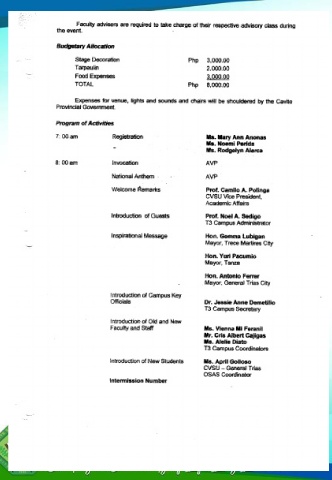 Faculty advisers are required to take charge of their respective advisory class during
the event.
Budgetary Allocation
Stage Decoration Php 3,000.00
Tarpaulin 2,000.00
Food Expenses 3,000.00
TOTAL Php 8,000.00
Expenses for venue, lights and sounds and chairs will be shouldered by the Cavite
Provincial Government.
Program of Activities
7:00 am Registration Ms. Mary Ann Anonas
Ms. Noemi Perida
Ms. Rodgelyn Alarca
8:00 am Invocation AVP
National Anthem AVP
Welcome Remarks Prof. Camilo A. Polinga
CVSU Vice President,
Academic Affairs
Introduction of Guests Prof. Noel A. Sedigo
T3 Campus Administrator
Inspirational Message Hon. Gemma Lubigan
Mayor, Trece Martires City
Hon. Yuri Pacumio
Mayor, Tanza
Hon. Antonio Ferrer
Mayor, General Trias City
Introduction of Campus Key
Officials Dr. Jessie Anne Demetillo
T3 Campus Secretary
Introduction of Old and New
Faculty and Staff Ms. Vienna Mi Feranil
Mr. Cris Albert Cajigas
Ms. Alelie Diato
T3 Campus Coordinators
Introduction of New Students Ms. April Golloso
CVSU – General Trias
OSAS Coordinator
Intermission Number